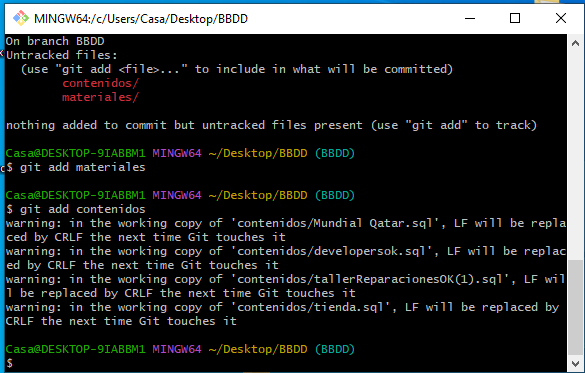 MINGW64:/c/Users/Casa/Desktop/BBDD
On branch BBDD
Untracked files:
  (use "git add <file>..." to include in what will be committed)
        contenidos/
        materiales/

nothing added to commit but untracked files present (use "git add" to track)

Casa@DESKTOP-9IABBM1 MINGW64 ~/Desktop/BBDD (BBDD)
$ git add materiales

Casa@DESKTOP-9IABBM1 MINGW64 ~/Desktop/BBDD (BBDD)
$ git add contenidos
warning: in the working copy of 'contenidos/Mundial Qatar.sql', LF will be repla
ced by CRLF the next time Git touches it
warning: in the working copy of 'contenidos/developersok.sql', LF will be replac
ed by CRLF the next time Git touches it
warning: in the working copy of 'contenidos/tallerReparacionesOK(1).sql', LF wil
l be replaced by CRLF the next time Git touches it
warning: in the working copy of 'contenidos/tienda.sql', LF will be replaced by
CRLF the next time Git touches it

Casa@DESKTOP-9IABBM1 MINGW64 ~/Desktop/BBDD (BBDD)
$